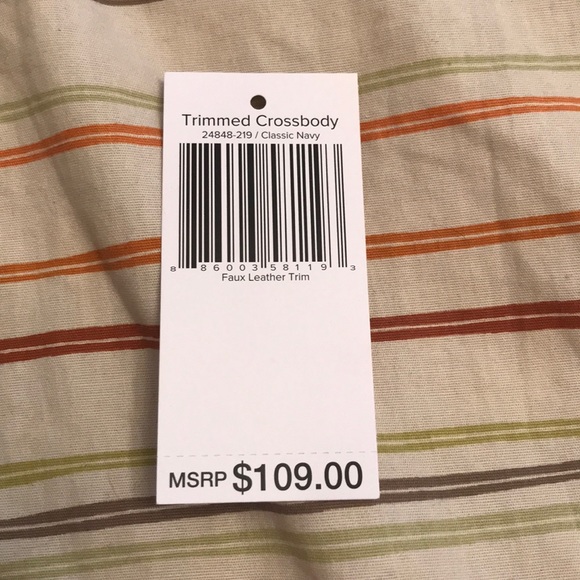 Trimmed Crossbody
24848-219 / Classic Navy
8 86003 58119 3
Faux Leather Trim
MSRP $109.00